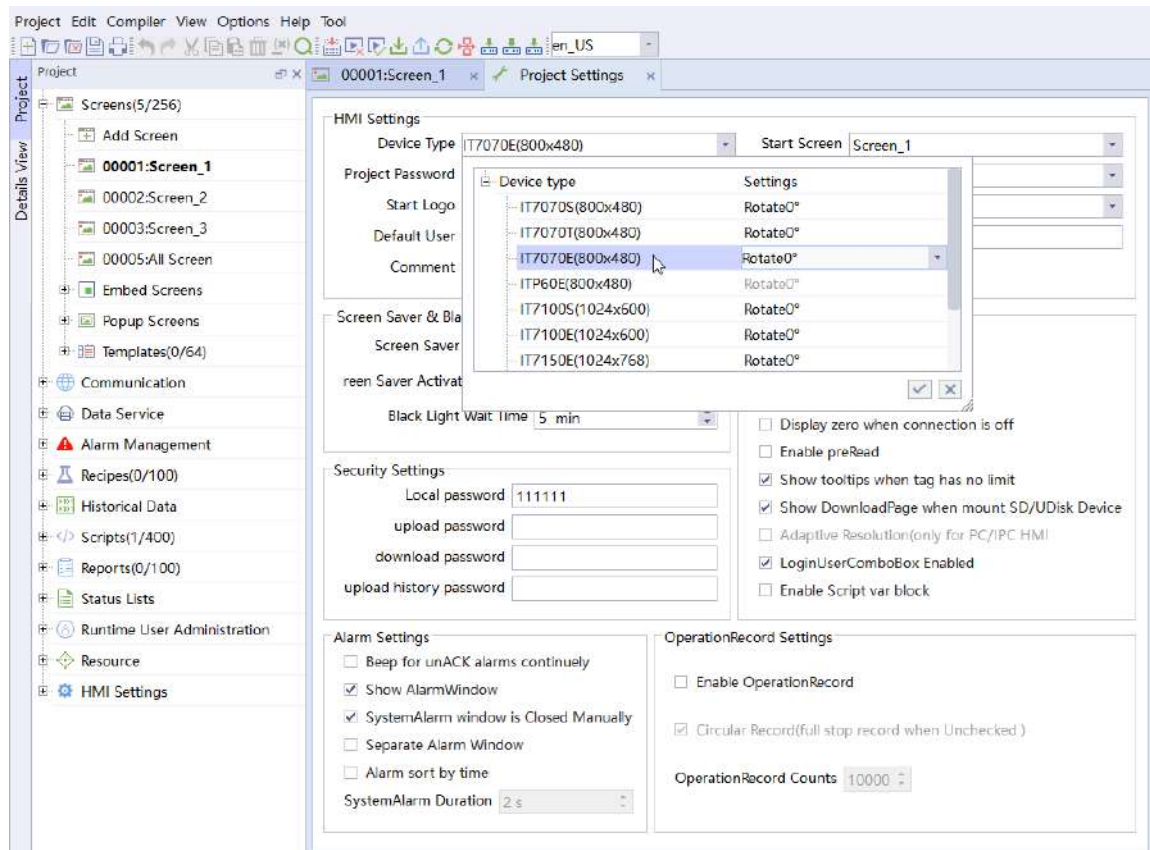 Project Edit Compiler View Options Help Tool
en_US
Project
Details View
Project
Screens(5/256)
Add Screen
00001:Screen_1
00002:Screen_2
00003:Screen_3
00005:All Screen
Embed Screens
Popup Screens
Templates(0/64)
Communication
Data Service
Alarm Management
Recipes(0/100)
Historical Data
Scripts(1/400)
Reports(0/100)
Status Lists
Runtime User Administration
Resource
HMI Settings
00001:Screen_1
Project Settings
HMI Settings
Device Type IT7070E(800x480)
Start Screen Screen_1
Project Password
Start Logo
Default User
Comment
Device type Settings
IT7070S(800x480) Rotate0°
IT7070T(800x480) Rotate0°
IT7070E(800x480) Rotate0°
ITP60E(800x480) Rotate0°
IT7100S(1024x600) Rotate0°
IT7100E(1024x600) Rotate0°
IT7150E(1024x768) Rotate0°
Screen Saver & Bla
Screen Saver
reen Saver Activat
Black Light Wait Time 5 min
Display zero when connection is off
Enable preRead
Show tooltips when tag has no limit
Show DownloadPage when mount SD/UDisk Device
Adaptive Resolution(only for PC/IPC HMI
LoginUserComboBox Enabled
Enable Script var block
Security Settings
Local password 111111
upload password
download password
upload history password
Alarm Settings
Beep for unACK alarms continuely
Show AlarmWindow
SystemAlarm window is Closed Manually
Separate Alarm Window
Alarm sort by time
SystemAlarm Duration 2 s
OperationRecord Settings
Enable OperationRecord
Circular Record(full stop record when Unchecked )
OperationRecord Counts 10000